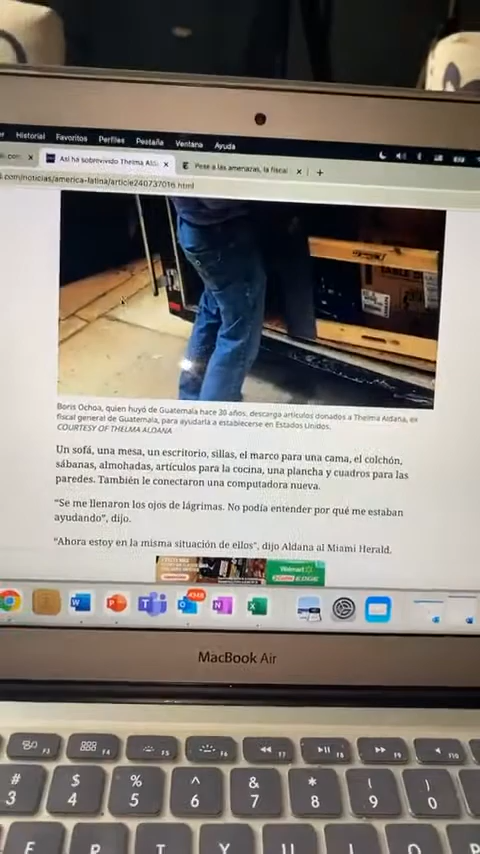 Historial Favoritos Perfiles Pestaña Ventana Ayuda
Así ha sobrevivido Thelma Alda
Pese a las amenazas, la fiscal
.com/noticias/america-latina/article240737016.html
Boris Ochoa, quien huyó de Guatemala hace 30 años, descarga artículos donados a Thelma Aldana, ex
fiscal general de Guatemala, para ayudarla a establecerse en Estados Unidos.
COURTESY OF THELMA ALDANA
Un sofá, una mesa, un escritorio, sillas, el marco para una cama, el colchón,
sábanas, almohadas, artículos para la cocina, una plancha y cuadros para las
paredes. También le conectaron una computadora nueva.
“Se me llenaron los ojos de lágrimas. No podía entender por qué me estaban
ayudando”, dijo.
“Ahora estoy en la misma situación de ellos”, dijo Aldana al Miami Herald.
Walmart
EDGE
MacBook Air
F3 F4 F5 F6 F7 F8 F9 F10
# $ % ^ & * ( )
3 4 5 6 7 8 9 0
E R T Y U I O P